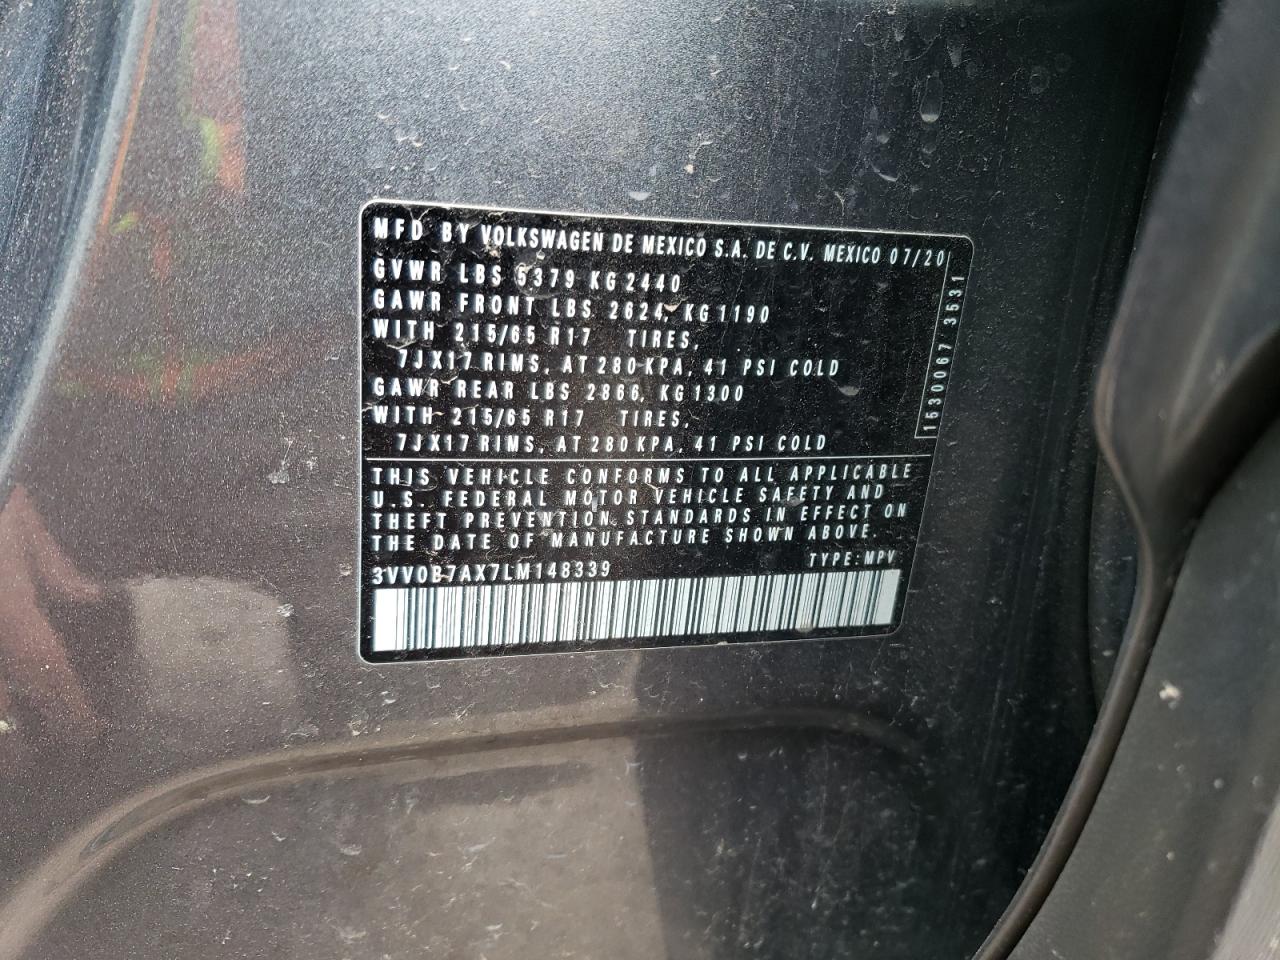 MFD BY VOLKSWAGEN DE MEXICO S.A. DE C.V. MEXICO 07/20
GVWR LBS 5379 KG 2440
GAWR FRONT LBS 2624, KG 1190
WITH 215/65 R17 TIRES,
7JX17 RIMS, AT 280 KPA, 41 PSI COLD
GAWR REAR LBS 2866, KG 1300
WITH 215/65 R17 TIRES,
7JX17 RIMS, AT 280 KPA, 41 PSI COLD
1530067 3531
THIS VEHICLE CONFORMS TO ALL APPLICABLE
U.S. FEDERAL MOTOR VEHICLE SAFETY AND
THEFT PREVENTION STANDARDS IN EFFECT ON
THE DATE OF MANUFACTURE SHOWN ABOVE.
3VV0B7AX7LM148339 TYPE: MPV